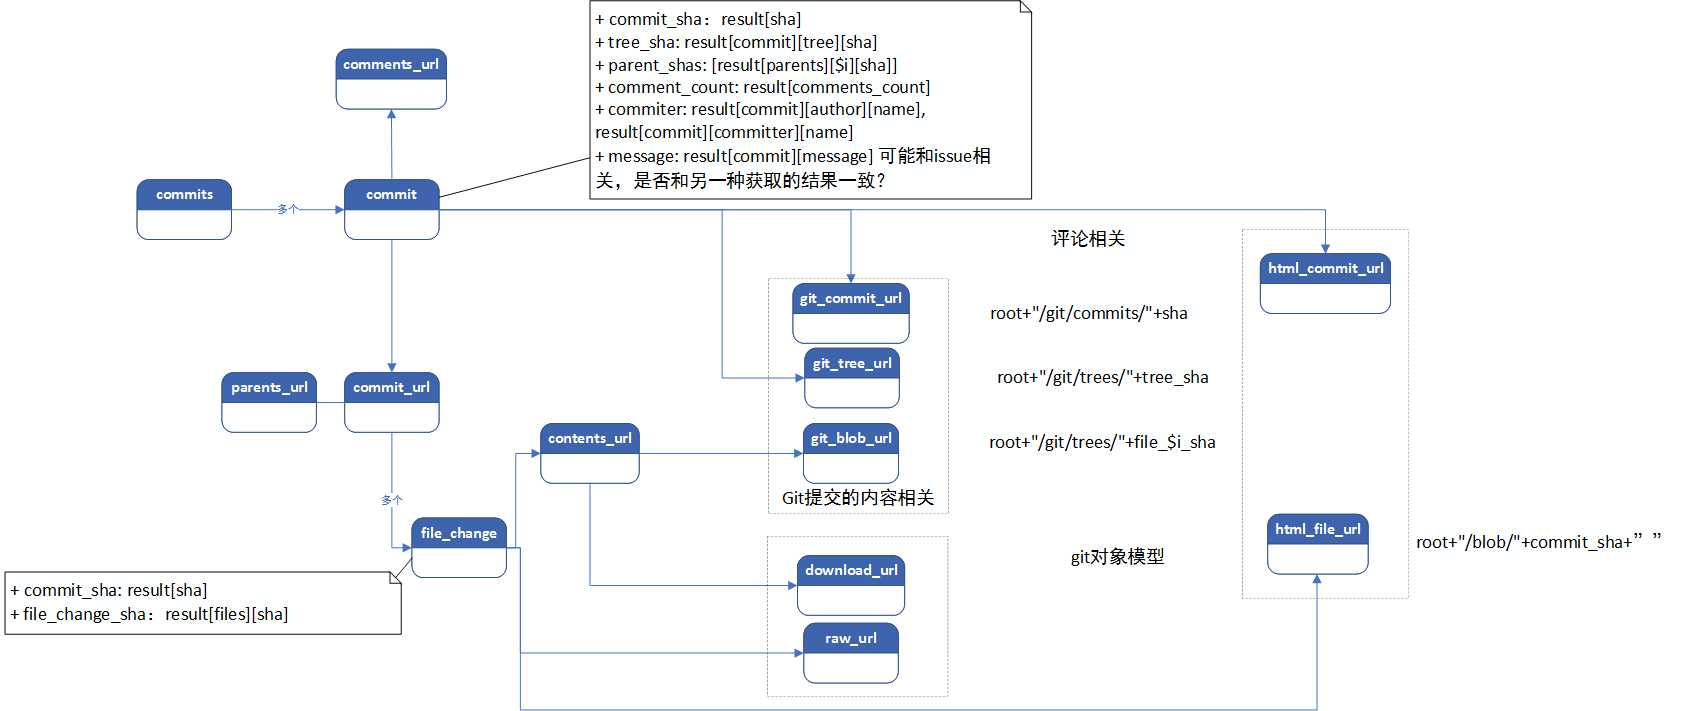 + commit_sha：result[sha]
+ tree_sha: result[commit][tree][sha]
+ parent_shas: [result[parents][$i][sha]]
+ comment_count: result[comments_count]
+ commiter: result[commit][author][name],
result[commit][committer][name]
+ message: result[commit][message] 可能和issue相
关，是否和另一种获取的结果一致？
comments_url
commits
多个
commit
评论相关
html_commit_url
git_commit_url
root+"/git/commits/"+sha
git_tree_url
root+"/git/trees/"+tree_sha
parents_url
commit_url
contents_url
git_blob_url
root+"/git/trees/"+file_$i_sha
Git提交的内容相关
多个
file_change
html_file_url
root+"/blob/"+commit_sha+” ”
git对象模型
download_url
+ commit_sha: result[sha]
+ file_change_sha：result[files][sha]
raw_url